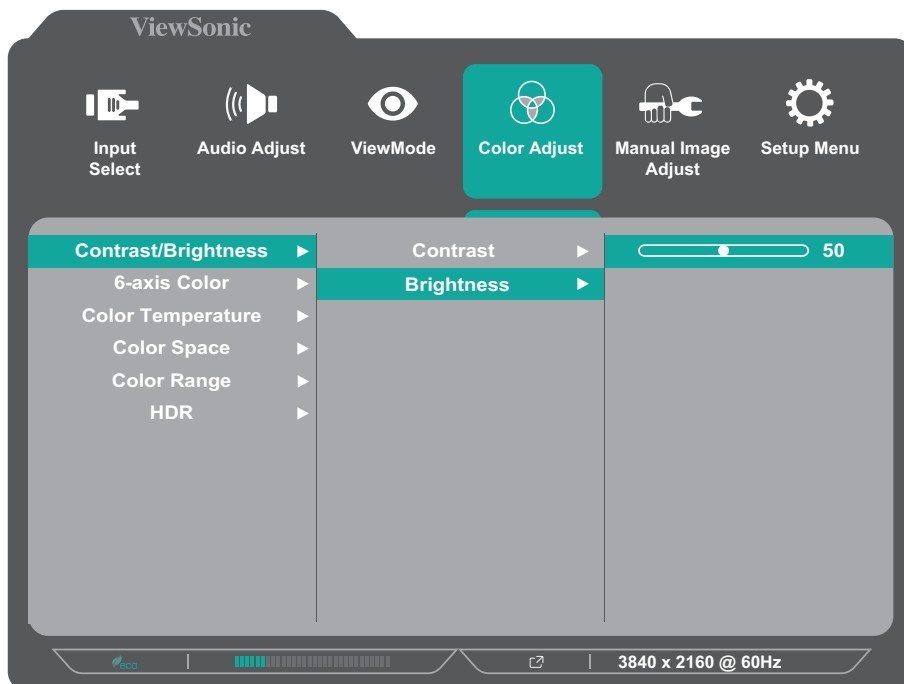 ViewSonic
Input
Select
Audio Adjust
ViewMode
Color Adjust
Manual Image
Adjust
Setup Menu
Contrast/Brightness
6-axis Color
Color Temperature
Color Space
Color Range
HDR
Contrast
Brightness
50
eco
3840 x 2160 @ 60Hz